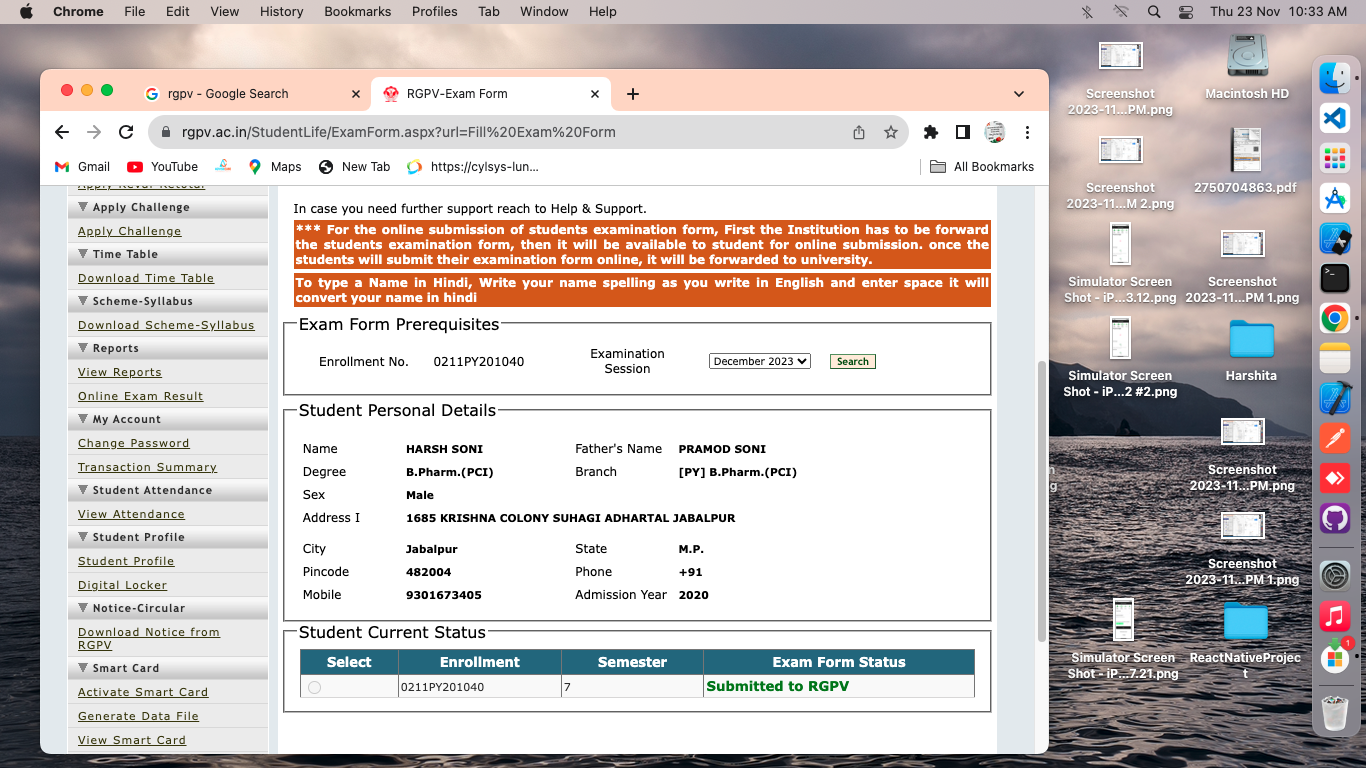 Chrome File Edit View History Bookmarks Profiles Tab Window Help Thu 23 Nov 10:33 AM
rgpv - Google Search
RGPV-Exam Form
rgpv.ac.in/StudentLife/ExamForm.aspx?url=Fill%20Exam%20Form
Gmail YouTube Maps New Tab https://cylsys-lun... All Bookmarks
Apply Challenge
Apply Challenge
Time Table
Download Time Table
Scheme-Syllabus
Download Scheme-Syllabus
Reports
View Reports
Online Exam Result
My Account
Change Password
Transaction Summary
Student Attendance
View Attendance
Student Profile
Student Profile
Digital Locker
Notice-Circular
Download Notice from
RGPV
Smart Card
Activate Smart Card
Generate Data File
View Smart Card
In case you need further support reach to Help & Support.
*** For the online submission of students examination form, First the Institution has to be forward
the students examination form, then it will be available to student for online submission. once the
students will submit their examination form online, it will be forwarded to university.
To type a Name in Hindi, Write your name spelling as you write in English and enter space it will
convert your name in hindi
Exam Form Prerequisites
Enrollment No. 0211PY201040 Examination
Session December 2023 Search
Student Personal Details
Name HARSH SONI Father's Name PRAMOD SONI
Degree B.Pharm.(PCI) Branch [PY] B.Pharm.(PCI)
Sex Male
Address I 1685 KRISHNA COLONY SUHAGI ADHARTAL JABALPUR
City Jabalpur State M.P.
Pincode 482004 Phone +91
Mobile 9301673405 Admission Year 2020
Student Current Status
Select Enrollment Semester Exam Form Status
0211PY201040 7 Submitted to RGPV
Screenshot
2023-11...PM.png
Macintosh HD
Screenshot
2023-11...M 2.png
2750704863.pdf
Simulator Screen
Shot - iP...3.12.png
Screenshot
2023-11...PM 1.png
Simulator Screen
Shot - iP...2 #2.png
Harshita
Screenshot
2023-11...PM.png
Screenshot
2023-11...PM 1.png
Simulator Screen
Shot - iP...7.21.png
ReactNativeProjec
t
1